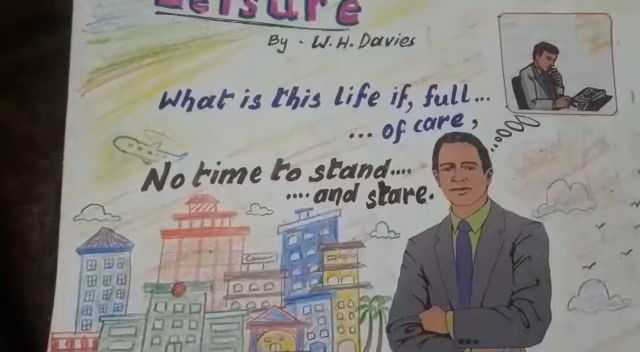 Leisure
By - W. H. Davies
What is this life if, full...
... of care,
No time to stand....
....and stare.